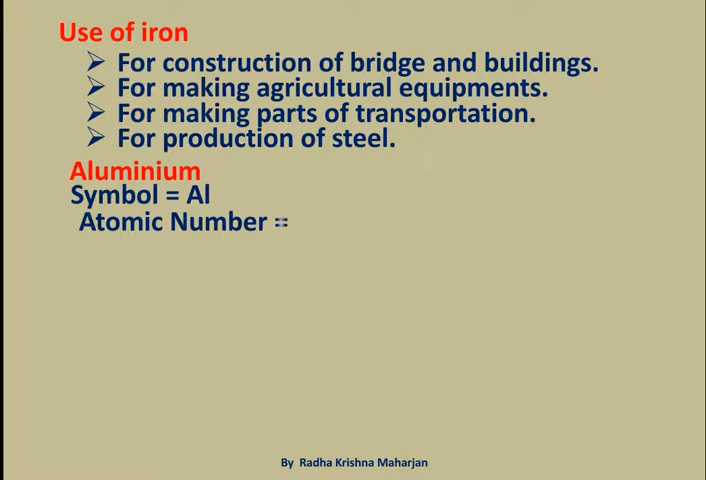 Use of iron
➢ For construction of bridge and buildings.
➢ For making agricultural equipments.
➢ For making parts of transportation.
➢ For production of steel.
Aluminium
Symbol = Al
Atomic Number =
By Radha Krishna Maharjan